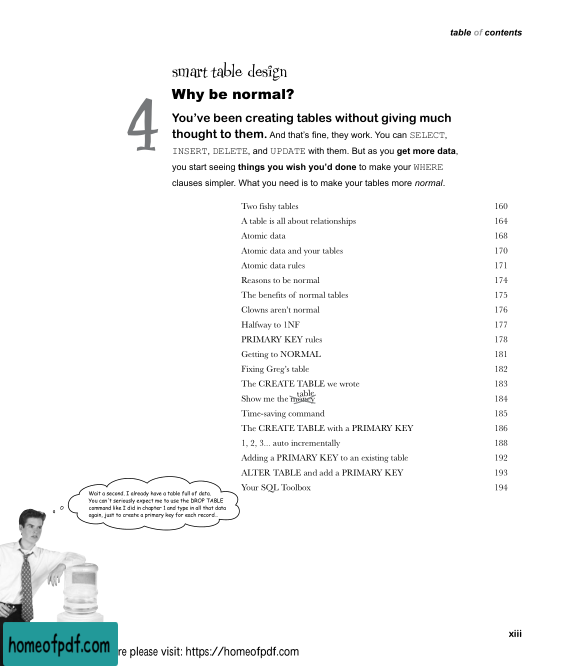 table of contents
smart table design
4
Why be normal?
You've been creating tables without giving much
thought to them. And that's fine, they work. You can SELECT,
INSERT, DELETE, and UPDATE with them. But as you get more data,
you start seeing things you wish you'd done to make your WHERE
clauses simpler. What you need is to make your tables more normal.
Two fishy tables 160
A table is all about relationships 164
Atomic data 168
Atomic data and your tables 170
Atomic data rules 171
Reasons to be normal 174
The benefits of normal tables 175
Clowns aren't normal 176
Halfway to 1NF 177
PRIMARY KEY rules 178
Getting to NORMAL 181
Fixing Greg's table 182
The CREATE TABLE we wrote 183
table
Show me the money 184
Time-saving command 185
The CREATE TABLE with a PRIMARY KEY 186
1, 2, 3... auto incrementally 188
Adding a PRIMARY KEY to an existing table 192
ALTER TABLE and add a PRIMARY KEY 193
Your SQL Toolbox 194
Wait a second. I already have a table full of data.
You can't seriously expect me to use the DROP TABLE
command like I did in chapter 1 and type in all that data
again, just to create a primary key for each record...
xiii
homeofpdf.com
re please visit: https://homeofpdf.com